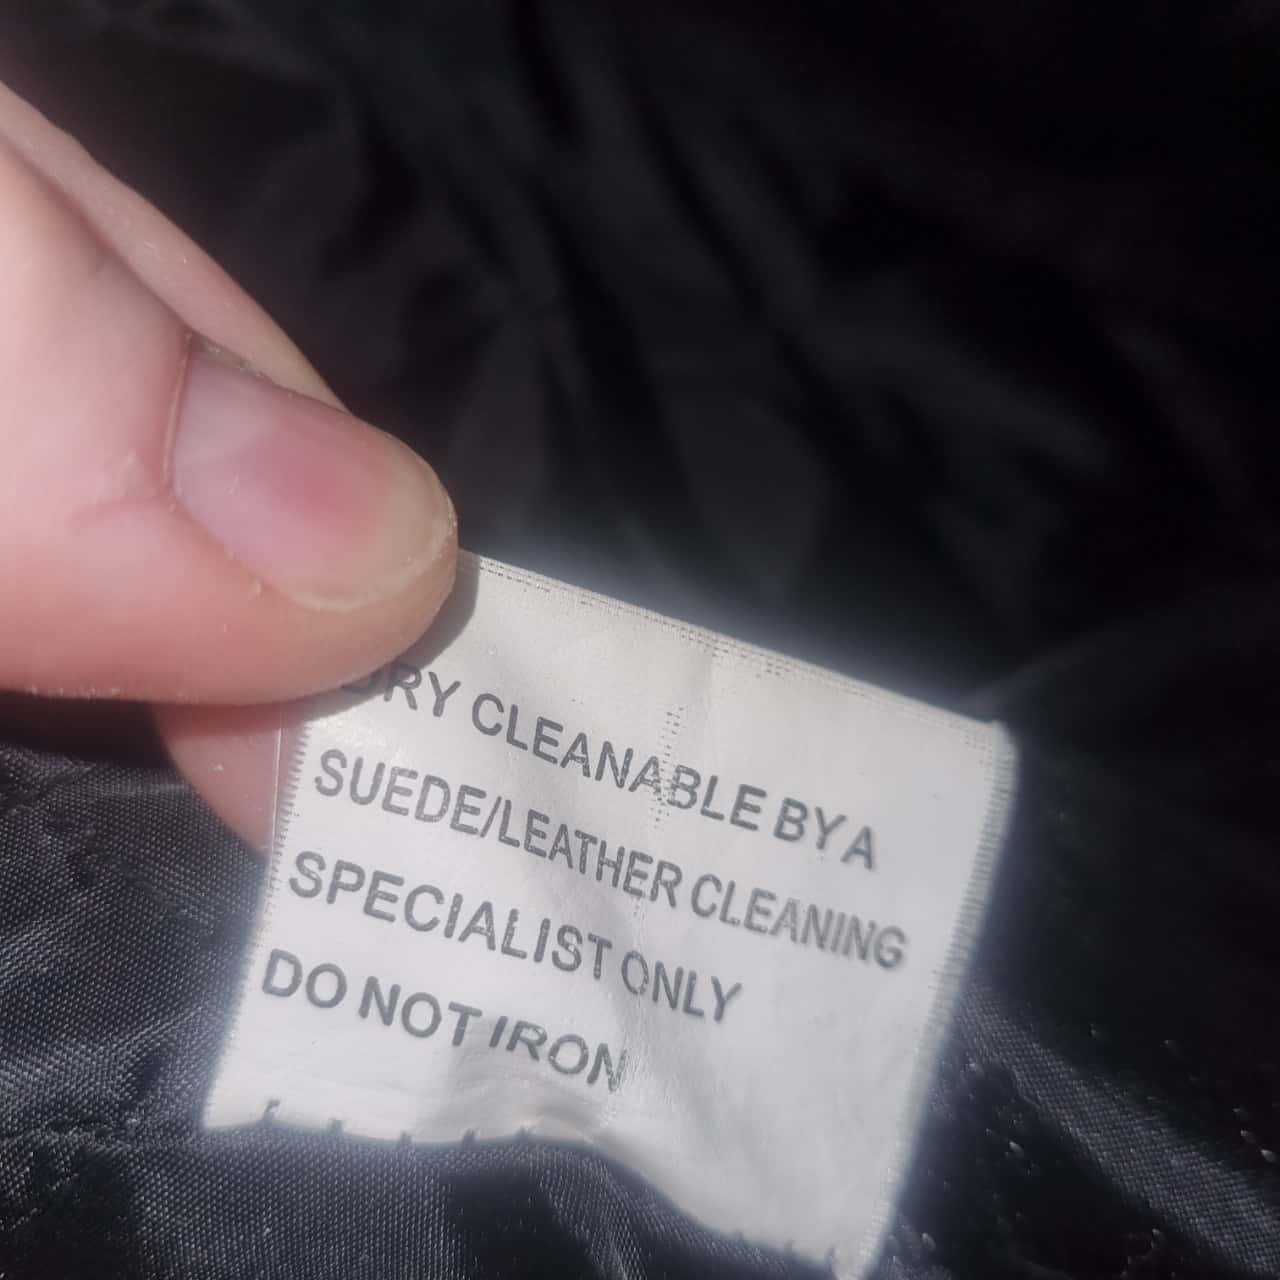 DRY CLEANABLE BY A
SUEDE/LEATHER CLEANING
SPECIALIST ONLY
DO NOT IRON